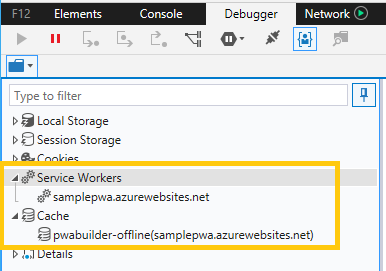 F12 Elements Console Debugger Network
Type to filter
Local Storage
Session Storage
Cookies
Service Workers
samplepwa.azurewebsites.net
Cache
pwabuilder-offline(samplepwa.azurewebsites.net)
Details